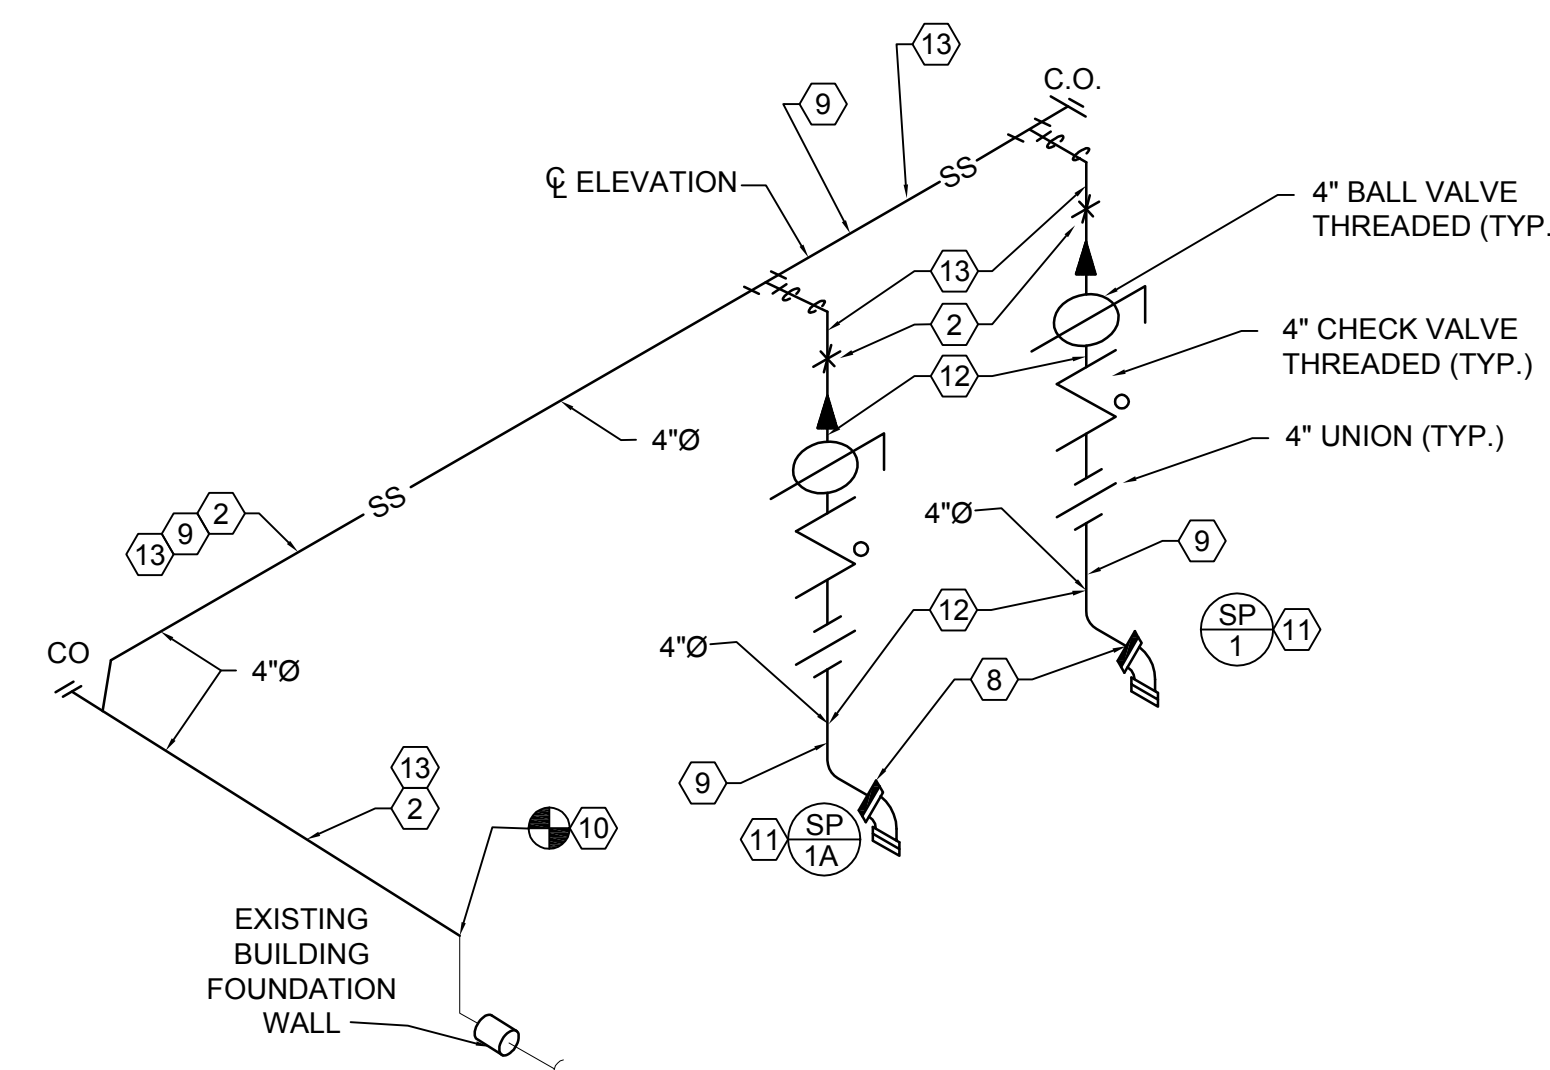 13
C.O.
9
℄ ELEVATION
SS
4" BALL VALVE
THREADED (TYP.
13
2
4" CHECK VALVE
THREADED (TYP.)
12
4"Ø
4" UNION (TYP.)
SS
2
9
13
4"Ø
9
12
SP
1
11
4"Ø
CO
4"Ø
8
13
2
9
10
11
SP
1A
EXISTING
BUILDING
FOUNDATION
WALL